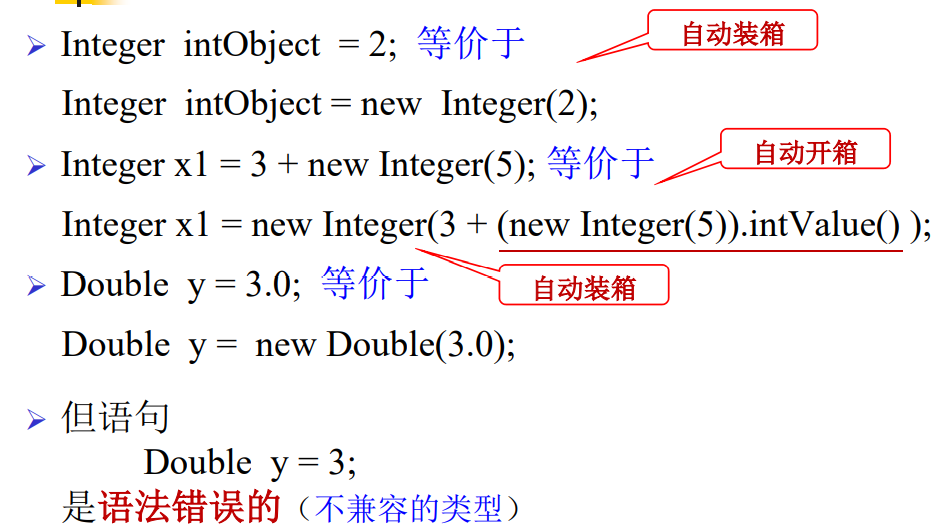 Integer intObject = 2; 等价于
自动装箱
Integer intObject = new Integer(2);
Integer x1 = 3 + new Integer(5); 等价于
自动开箱
Integer x1 = new Integer(3 + (new Integer(5)).intValue() );
自动装箱
Double y = 3.0; 等价于
Double y = new Double(3.0);
但语句
Double y = 3;
是语法错误的（不兼容的类型）